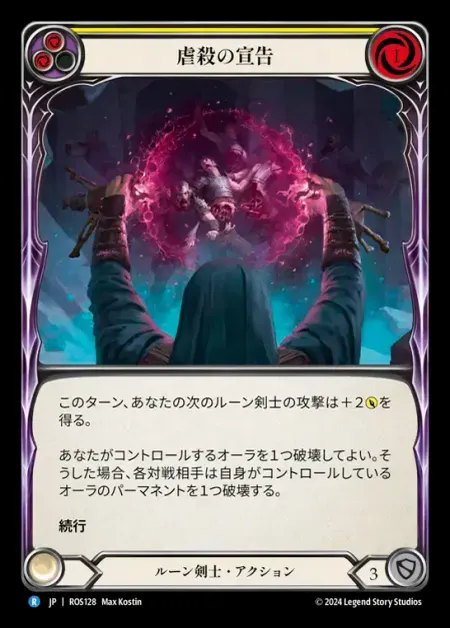 虐殺の宣告
1
このターン、あなたの次のルーン剣士の攻撃は+2を
得る。
あなたがコントロールするオーラを1つ破壊してよい。そ
うした場合、各対戦相手は自身がコントロールしている
オーラのパーマネントを1つ破壊する。
続行
ルーン剣士・アクション
3
R JP | ROS128 Max Kostin
© 2024 Legend Story Studios